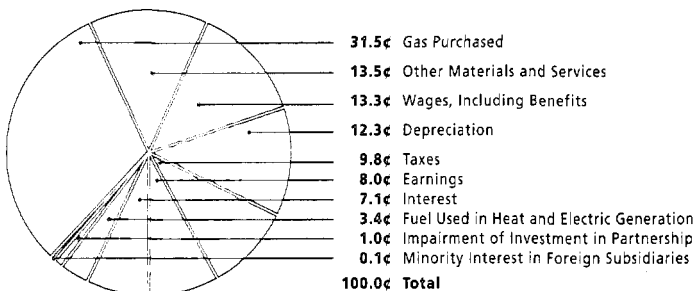 31.5¢ Gas Purchased
13.5¢ Other Materials and Services
13.3¢ Wages, Including Benefits
12.3¢ Depreciation
9.8¢ Taxes
8.0¢ Earnings
7.1¢ Interest
3.4¢ Fuel Used in Heat and Electric Generation
1.0¢ Impairment of Investment in Partnership
0.1¢ Minority Interest in Foreign Subsidiaries
100.0¢ Total